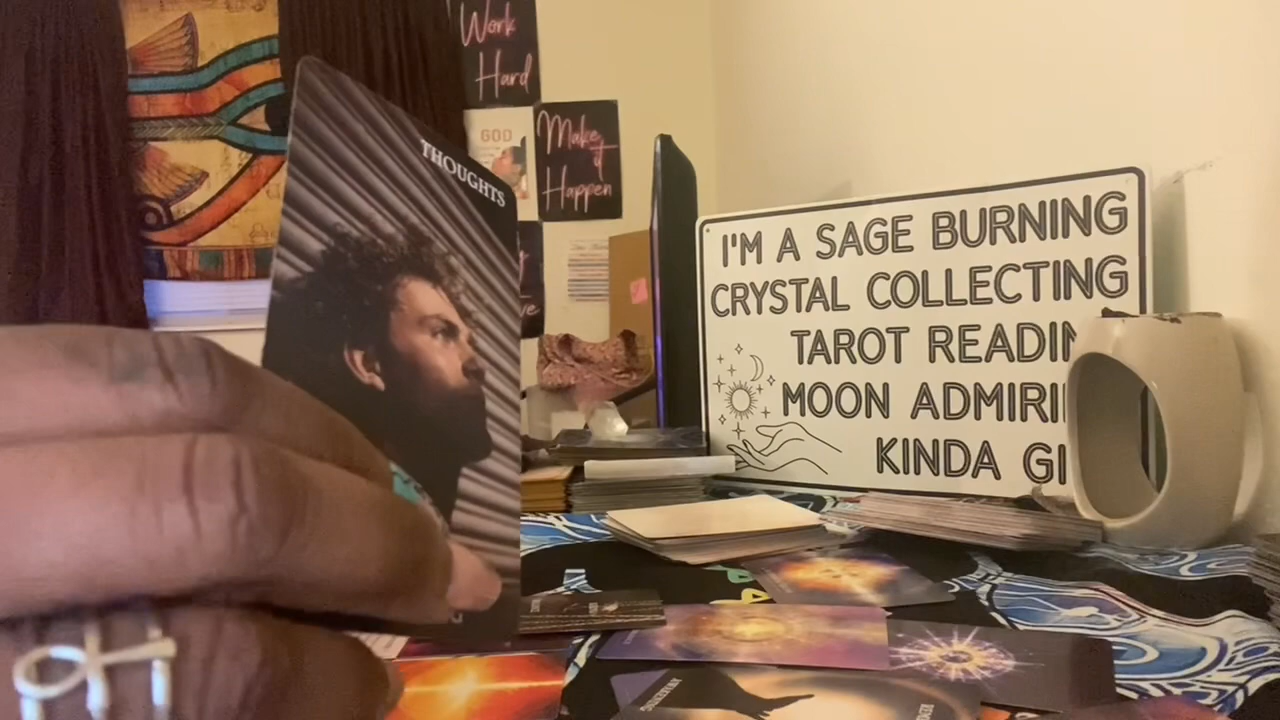 Work
Hard
GOD
Make
it
Happen
THOUGHTS
I'M A SAGE BURNING
CRYSTAL COLLECTING
TAROT READIN
MOON ADMIRI
KINDA GI